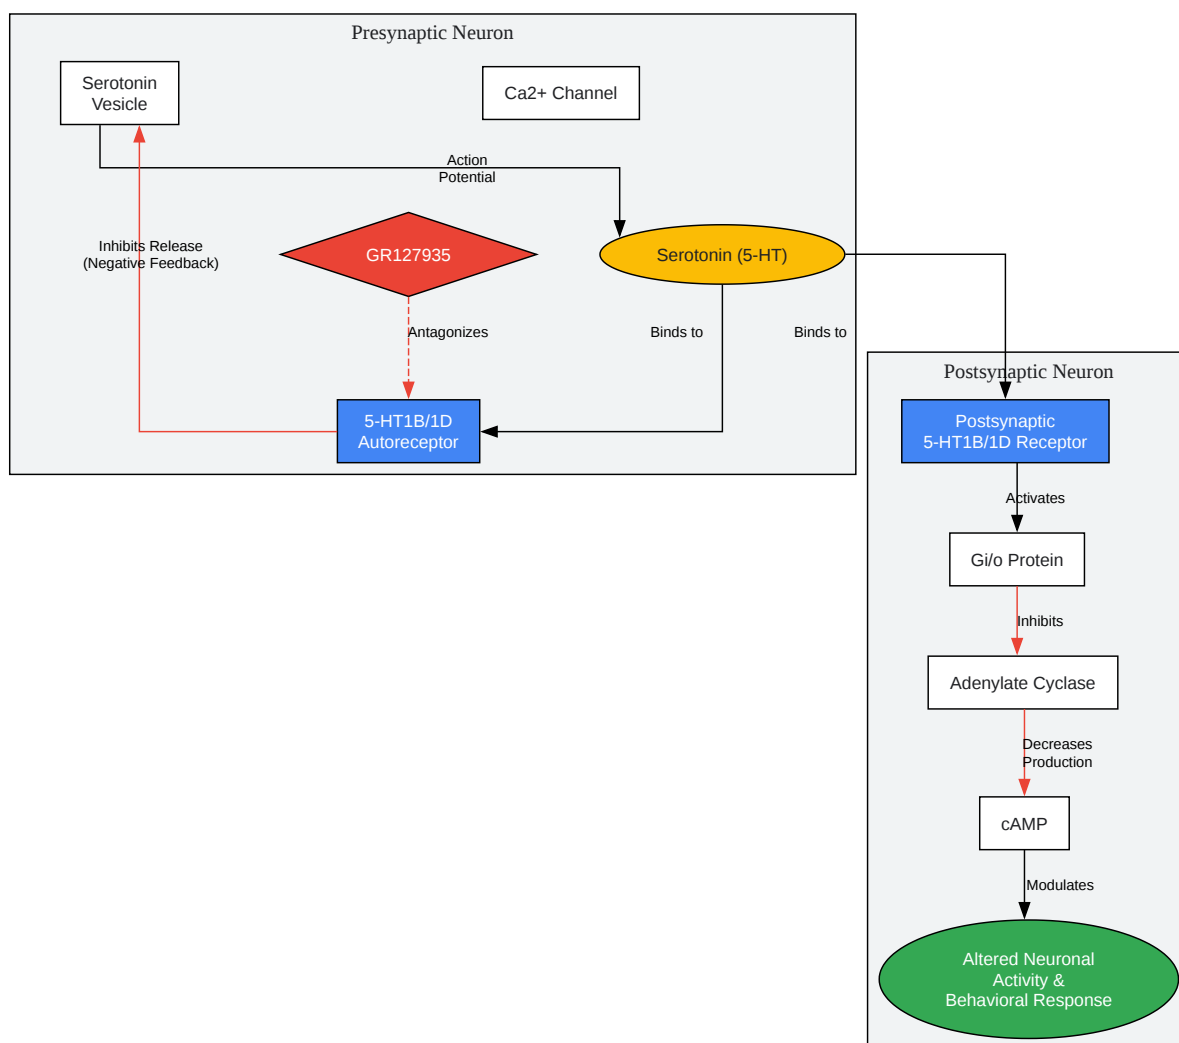 Presynaptic Neuron
Serotonin
Vesicle
Ca2+ Channel
Action
Potential
Inhibits Release
(Negative Feedback)
GR127935
Serotonin (5-HT)
Antagonizes
Binds to
Binds to
5-HT1B/1D
Autoreceptor
Postsynaptic Neuron
Postsynaptic
5-HT1B/1D Receptor
Activates
Gi/o Protein
Inhibits
Adenylate Cyclase
Decreases
Production
cAMP
Modulates
Altered Neuronal
Activity &
Behavioral Response